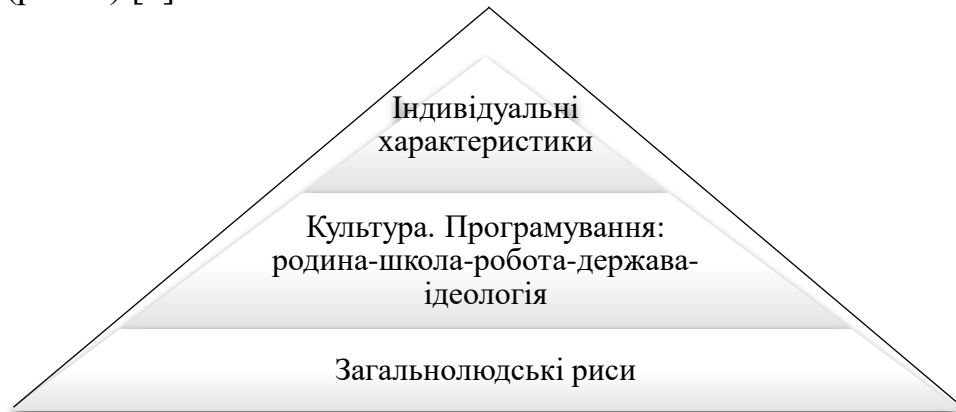 Індивідуальні
характеристики
Культура. Програмування:
родина-школа-робота-держава-
ідеологія
Загальнолюдські риси